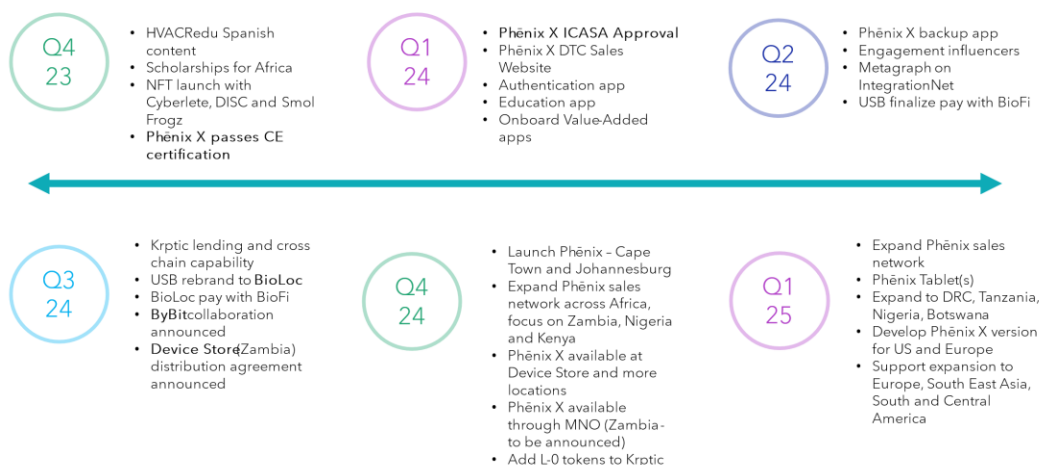 Q4
23
• HVACRedu Spanish
content
• Scholarships for Africa
• NFT launch with
Cyberlete, DISC and Smol
Frogz
• Phēnix X passes CE
certification
Q1
24
• Phēnix X ICASA Approval
• Phēnix X DTC Sales
Website
• Authentication app
• Education app
• Onboard Value-Added
apps
Q2
24
• Phēnix X backup app
• Engagement influencers
• Metagraph on
IntegrationNet
• USB finalize pay with BioFi
Q3
24
• Krptic lending and cross
chain capability
• USB rebrand to BioLoc
• BioLoc pay with BioFi
• ByBitcollaboration
announced
• Device Store(Zambia)
distribution agreement
announced
Q4
24
• Launch Phēnix – Cape
Town and Johannesburg
• Expand Phēnix sales
network across Africa,
focus on Zambia, Nigeria
and Kenya
• Phēnix X available at
Device Store and more
locations
• Phēnix X available
through MNO (Zambia-
to be announced)
• Add L-0 tokens to Krptic
Q1
25
• Expand Phēnix sales
network
• Phēnix Tablet(s)
• Expand to DRC, Tanzania,
Nigeria, Botswana
• Develop Phēnix X version
for US and Europe
• Support expansion to
Europe, South East Asia,
South and Central
America